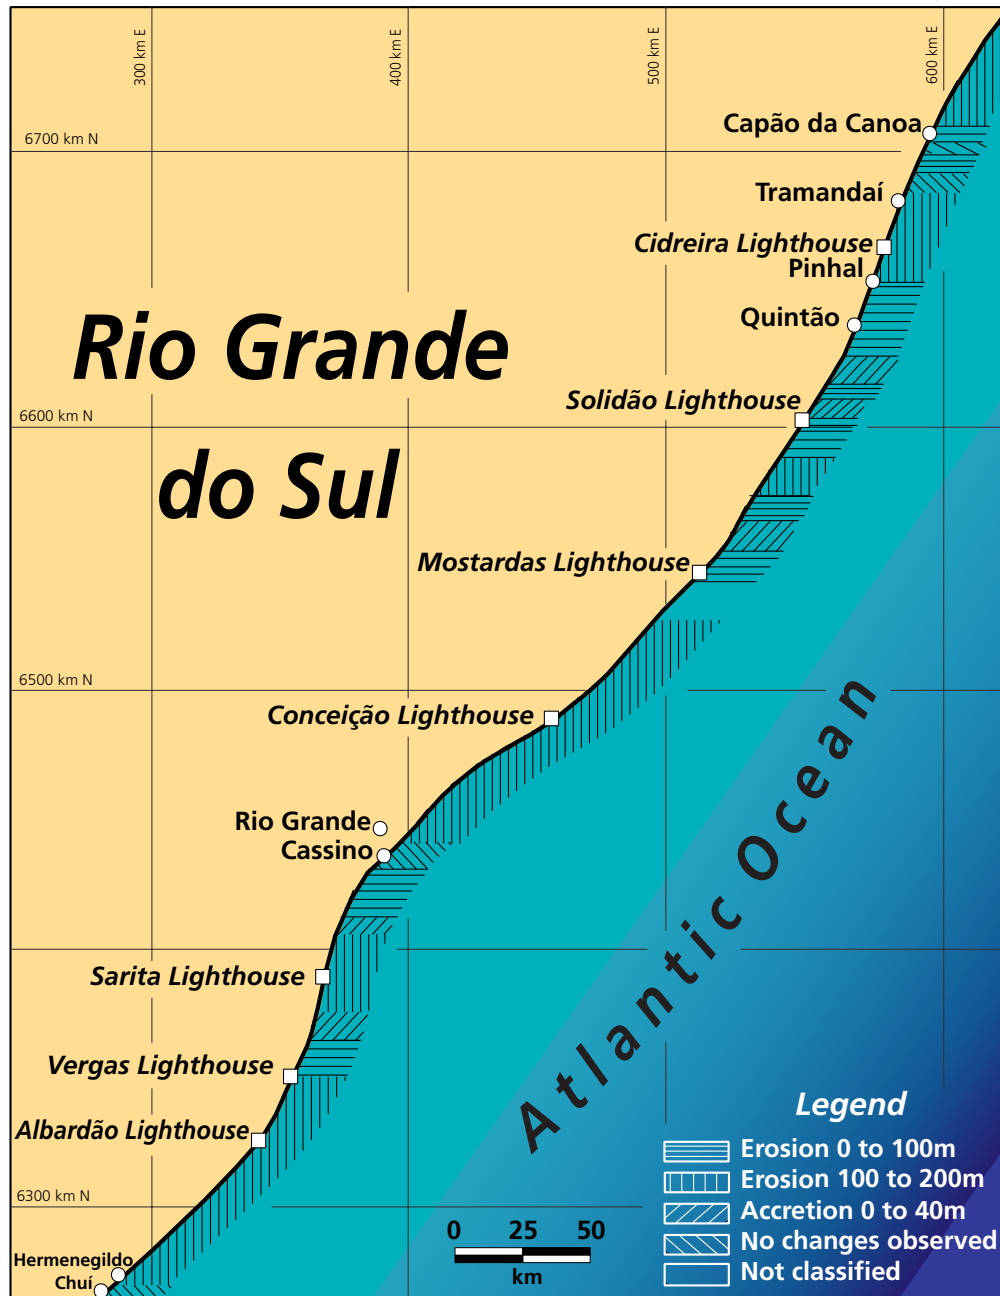 300 km E
400 km E
500 km E
600 km E
6700 km N
Capão da Canoa
Tramandaí
Cidreira Lighthouse
Pinhal
Quintão
Rio Grande
do Sul
Solidão Lighthouse
6600 km N
Mostardas Lighthouse
6500 km N
Conceição Lighthouse
Rio Grande
Cassino
Sarita Lighthouse
Vergas Lighthouse
Albardão Lighthouse
6300 km N
Hermenegildo
Chuí
Atlantic Ocean
0 25 50
km
Legend
Erosion 0 to 100m
Erosion 100 to 200m
Accretion 0 to 40m
No changes observed
Not classified